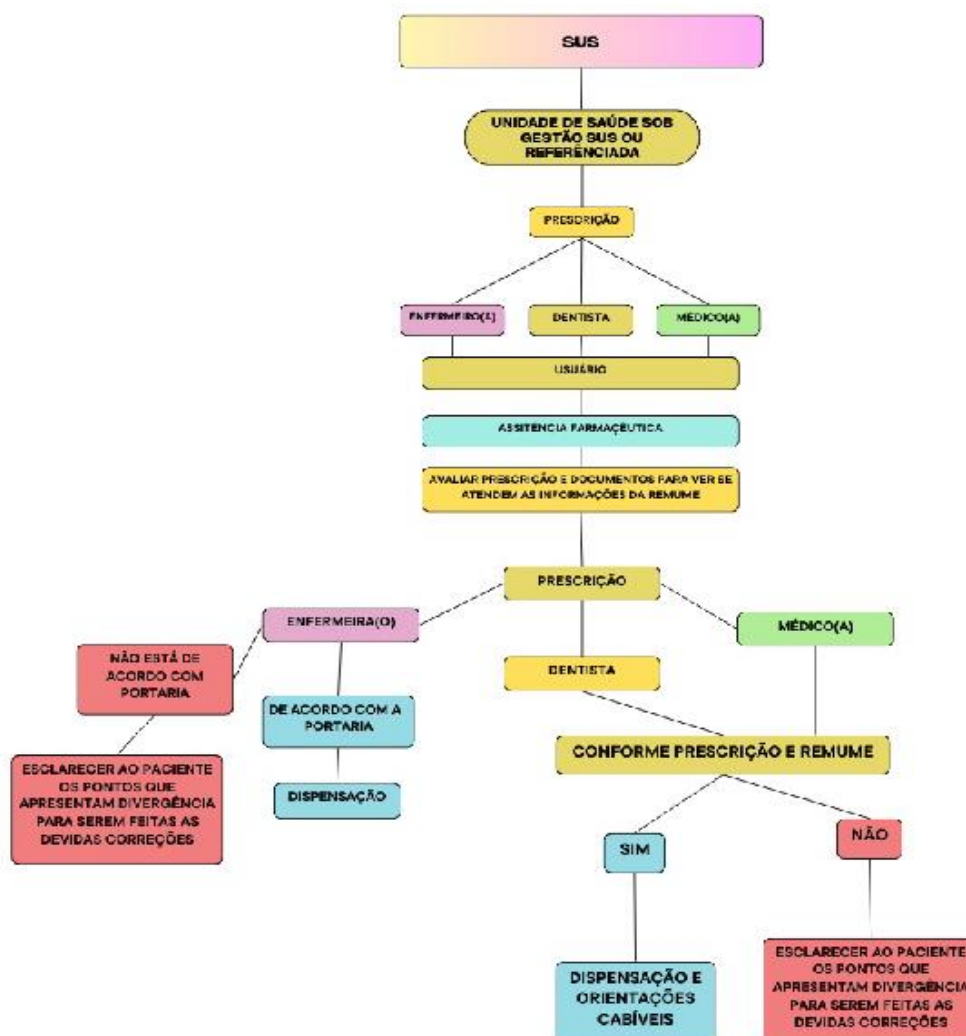 SUS
UNIDADE DE SAÚDE SOB
GESTÃO SUS OU
REFERÊNCIADA
PRESCRIÇÃO
ENFERMEIRO(A)
DENTISTA
MÉDICO(A)
USUÁRIO
ASSITENCIA FARMACÊUTICA
AVALIAR PRESCRIÇÃO E DOCUMENTOS PARA VER SE
ATENDEM AS INFORMAÇÕES DA REMUME
PRESCRIÇÃO
ENFERMEIRA(O)
MÉDICO(A)
NÃO ESTÁ DE
ACORDO COM
PORTARIA
DENTISTA
DE ACORDO COM A
PORTARIA
CONFORME PRESCRIÇÃO E REMUME
ESCLARECER AO PACIENTE
OS PONTOS QUE
APRESENTAM DIVERGÊNCIA
PARA SEREM FEITAS AS
DEVIDAS CORREÇÕES
DISPENSAÇÃO
SIM
NÃO
DISPENSAÇÃO E
ORIENTAÇÕES
CABÍVEIS
ESCLARECER AO PACIENTE
OS PONTOS QUE
APRESENTAM DIVERGÊNCIA
PARA SEREM FEITAS AS
DEVIDAS CORREÇÕES